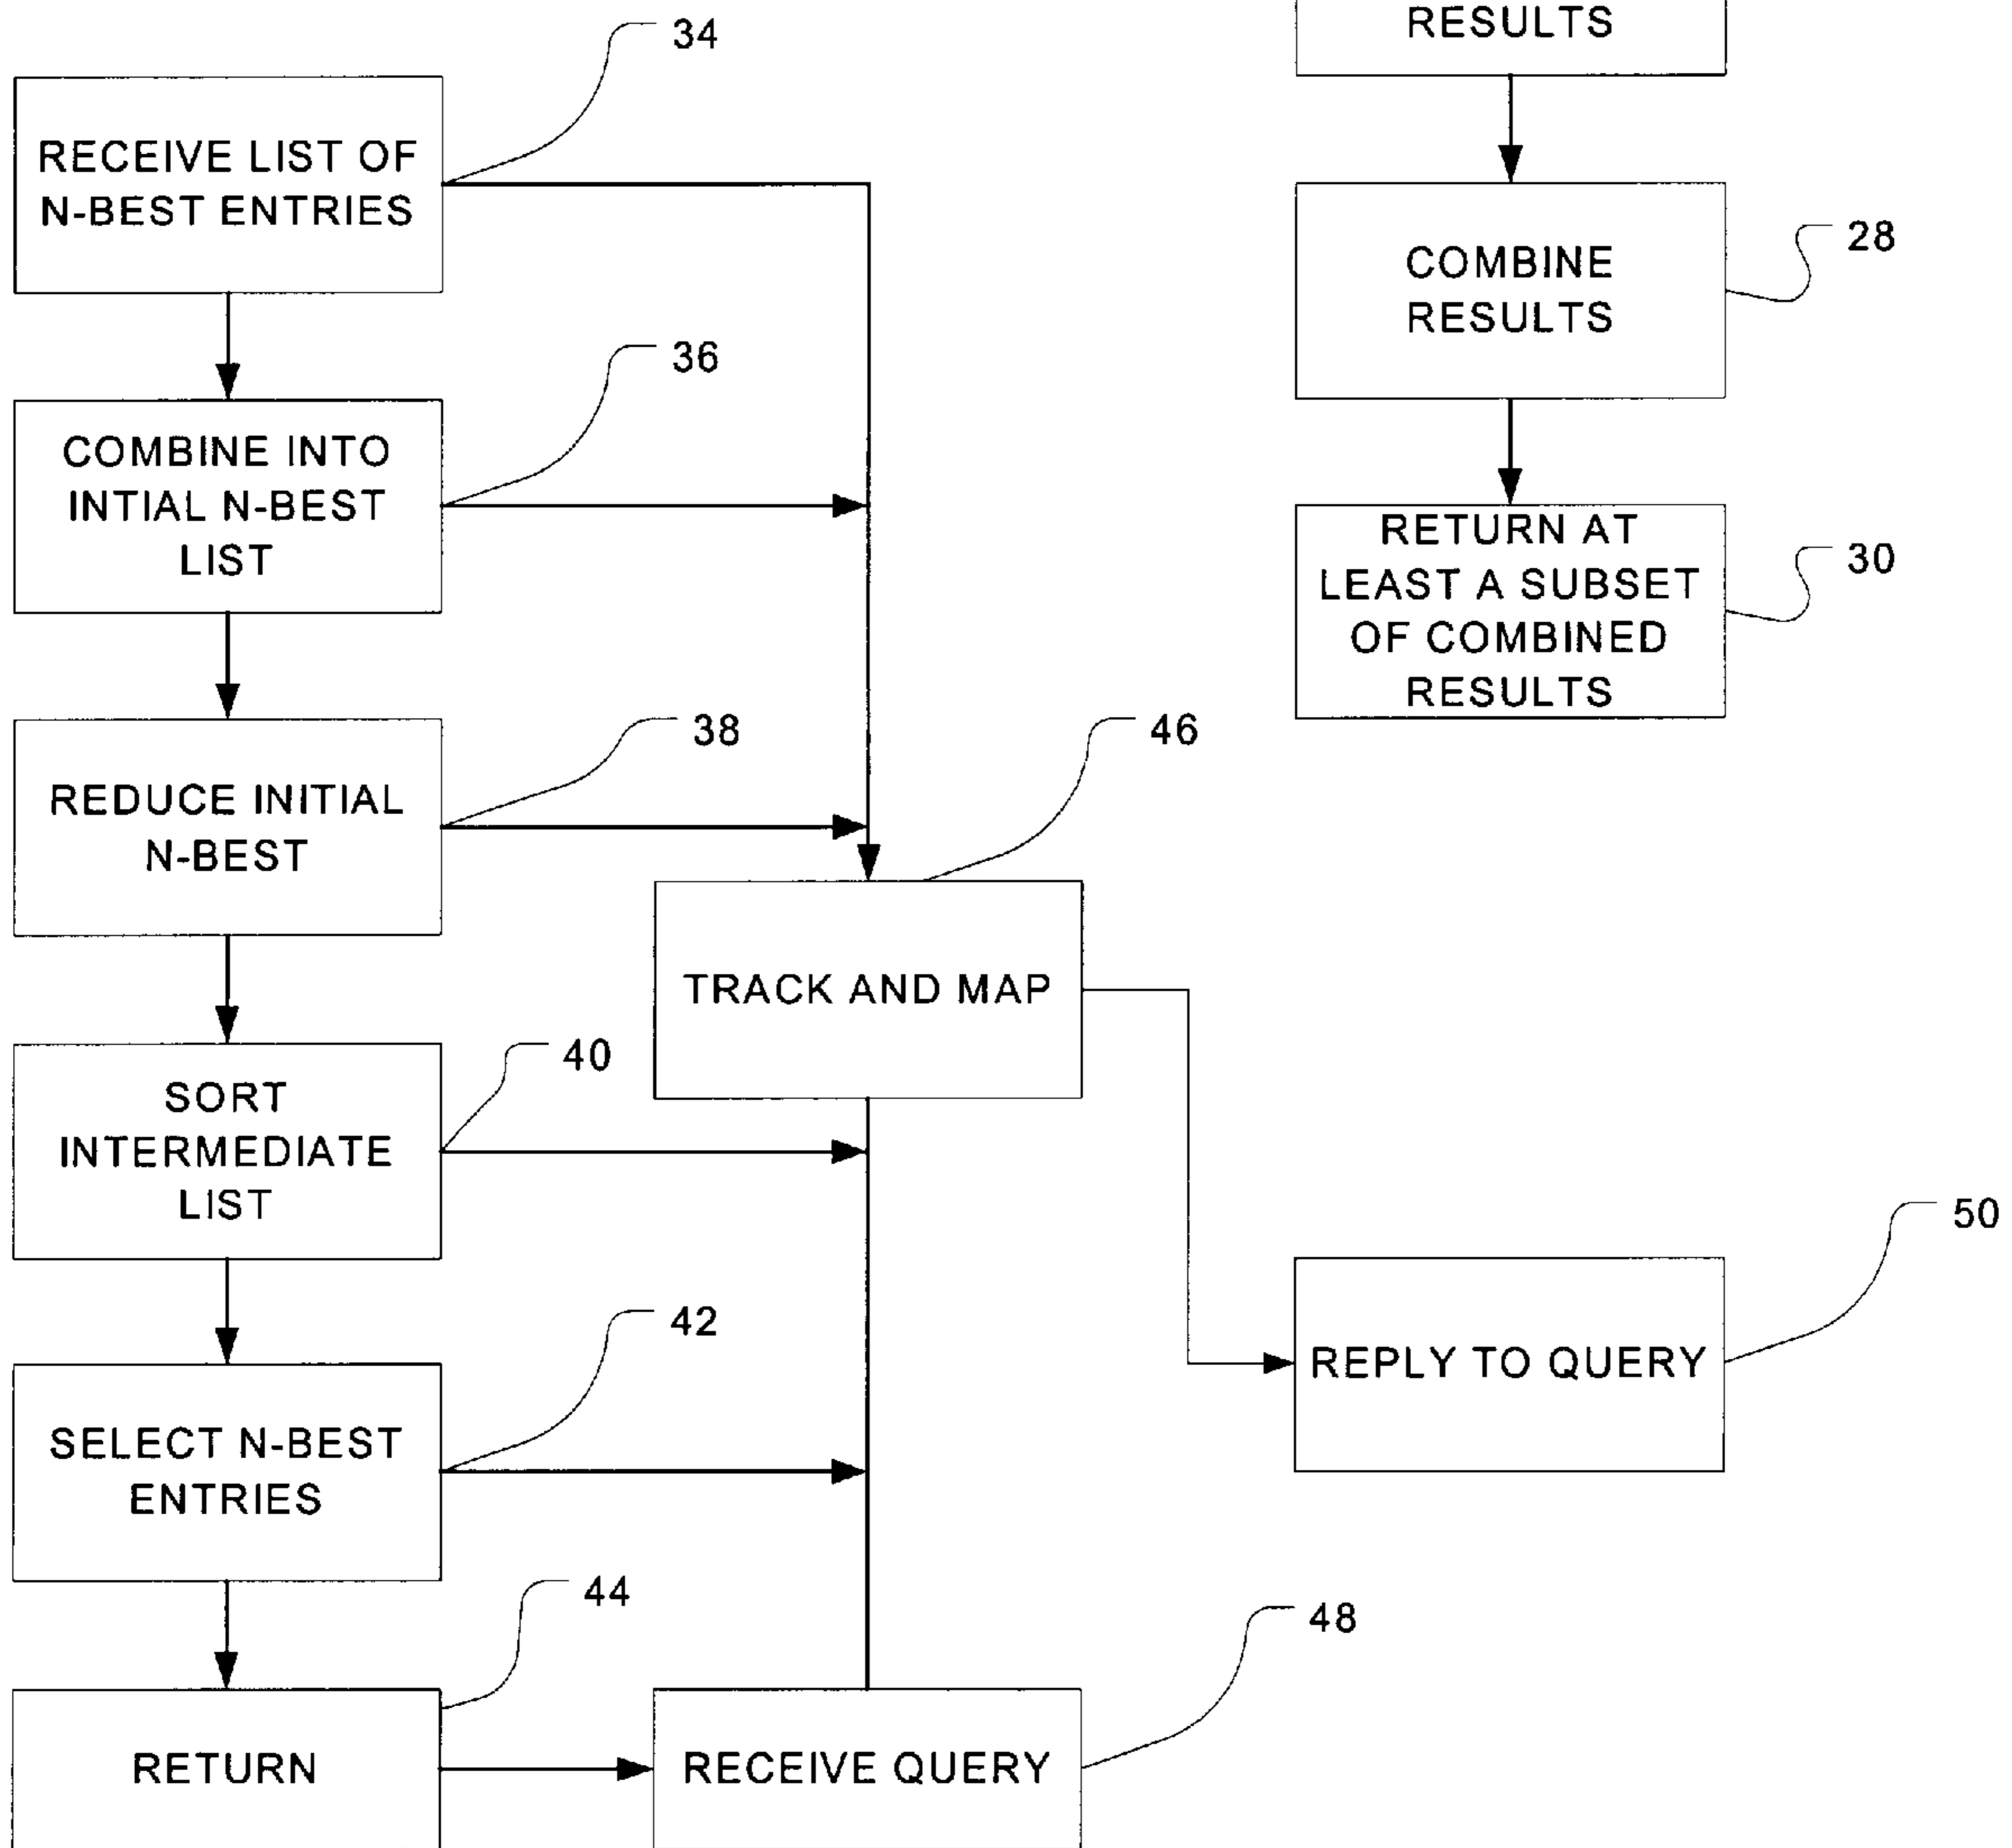 34
RECEIVE LIST OF
N-BEST ENTRIES
36
COMBINE INTO
INTIAL N-BEST
LIST
38
REDUCE INITIAL
N-BEST
40
SORT
INTERMEDIATE
LIST
42
SELECT N-BEST
ENTRIES
44
RETURN
46
TRACK AND MAP
48
RECEIVE QUERY
50
REPLY TO QUERY
RESULTS
28
COMBINE
RESULTS
30
RETURN AT
LEAST A SUBSET
OF COMBINED
RESULTS